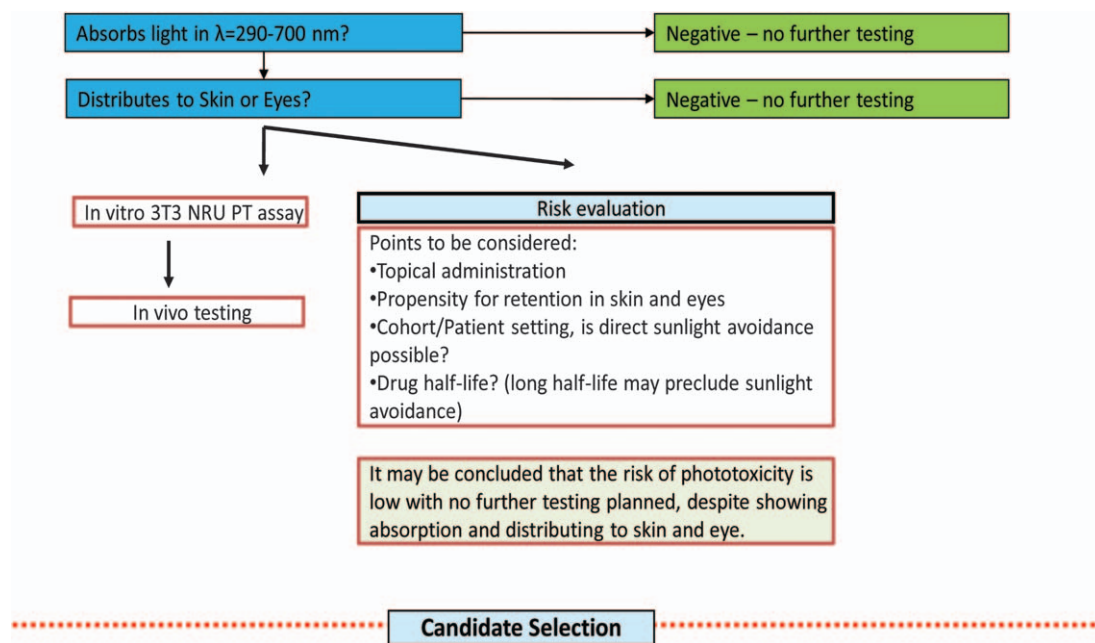 Absorbs light in λ=290-700 nm?
Negative – no further testing
Distributes to Skin or Eyes?
Negative – no further testing
In vitro 3T3 NRU PT assay
In vivo testing
Risk evaluation
Points to be considered:
•Topical administration
•Propensity for retention in skin and eyes
•Cohort/Patient setting, is direct sunlight avoidance
possible?
•Drug half-life? (long half-life may preclude sunlight
avoidance)
It may be concluded that the risk of phototoxicity is
low with no further testing planned, despite showing
absorption and distributing to skin and eye.
Candidate Selection